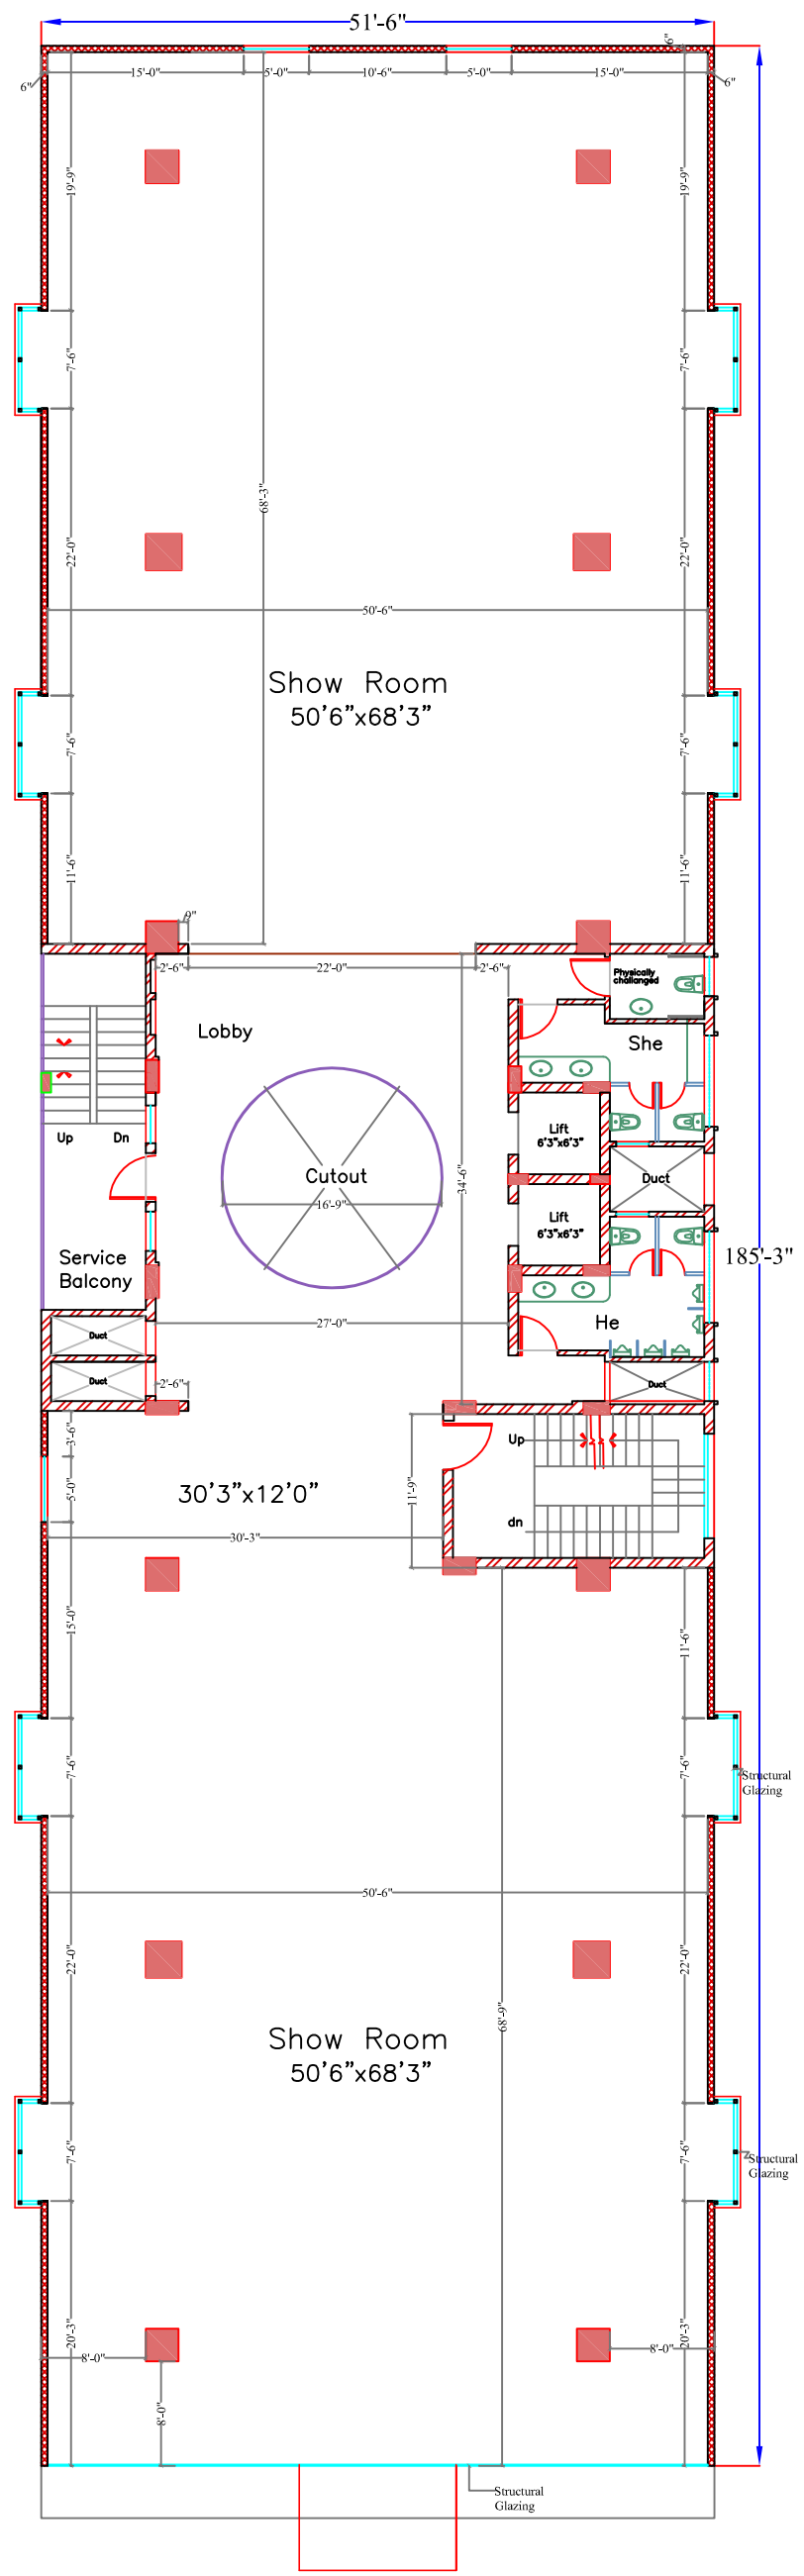 51'-6"
6"
15'-0"
5'-0"
10'-6"
5'-0"
15'-0"
6"
6"
19'-9"
19'-9"
7'-6"
7'-6"
68'-3"
22'-0"
22'-0"
50'-6"
Show Room
50'6"x68'3"
7'-6"
7'-6"
11'-6"
11'-6"
9"
2'-6"
22'-0"
2'-6"
Physically
challanged
Lobby
She
Up
Dn
Lift
6'3"x6'3"
Cutout
34'-6"
Duct
16'-9"
Lift
6'3"x6'3"
185'-3"
Service
Balcony
27'-0"
He
Duct
Duct
2'-6"
Duct
3'-6"
Up
5'-0"
30'3"x12'0"
11'-9"
dn
30'-3"
15'-0"
11'-6"
7'-6"
7'-6"
Structural
Glazing
50'-6"
22'-0"
22'-0"
68'-9"
Show Room
50'6"x68'3"
7'-6"
7'-6"
Structural
Glazing
20'-3"
20'-3"
8'-0"
8'-0"
8'-0"
Structural
Glazing